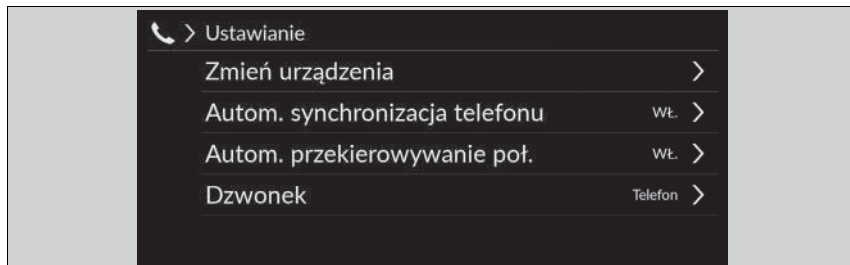 Ustawianie
Zmień urządzenia
Autom. synchronizacja telefonu WŁ.
Autom. przekierowywanie poł. WŁ.
Dzwonek Telefon